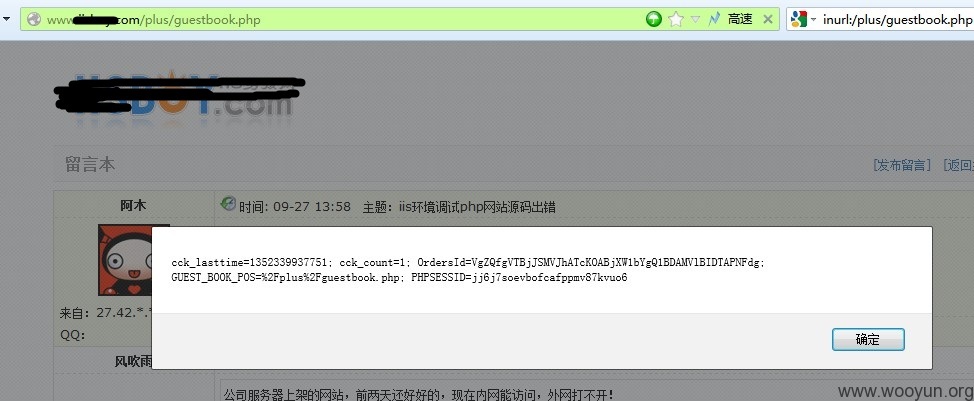 www. .com/plus/guestbook.php
高速
inurl:/plus/guestbook.php
.com
留言本
[发布留言] [返回
阿木
时间: 09-27 13:58 主题: iis环境调试php网站源码出错
cck_lasttime=1352339937751; cck_count=1; OrdersId=VgZQfgVTBjJSMVJhATcKOABjXW1bYgQ1BDAMVlBIDTAPNFdg;
GUEST_BOOK_POS=%2Fplus%2Fguestbook.php; PHPSESSID=jj6j7soevbofcafppmv87kvuo6
来自: 27.42.*.*
QQ:
确定
风吹雨
公司服务器上架的网站，前两天还好好的，现在内网能访问，外网打不开！
www.wooyun.org